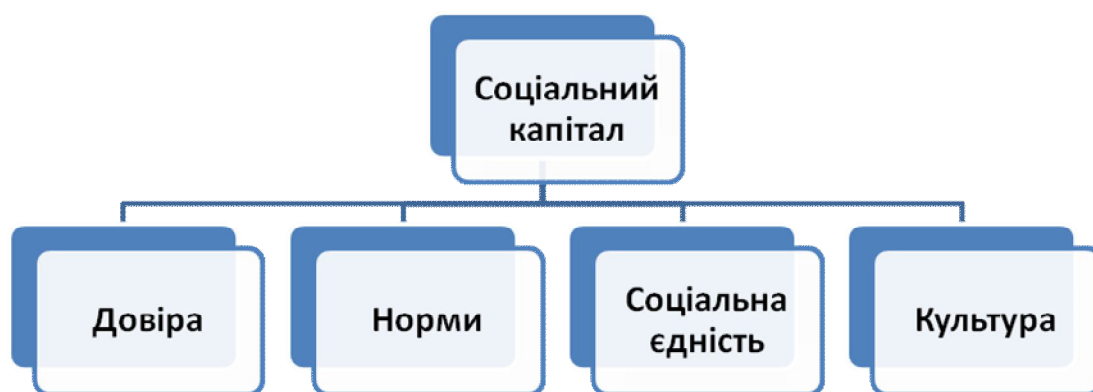 Соціальний
капітал
Довіра
Норми
Соціальна
єдність
Культура